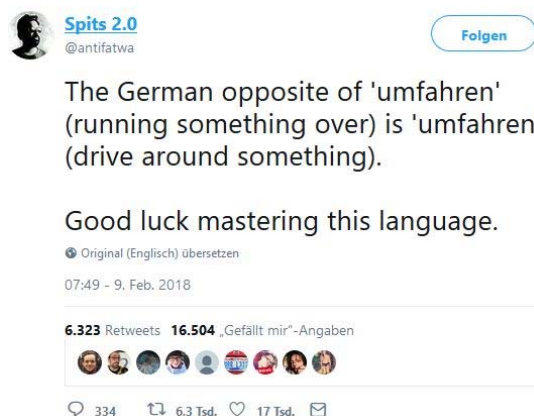 Spits 2.0
@antifatwa
Folgen
The German opposite of 'umfahren'
(running something over) is 'umfahren
(drive around something).
Good luck mastering this language.
Original (Englisch) übersetzen
07:49 - 9. Feb. 2018
6.323 Retweets 16.504 „Gefällt mir"-Angaben
334 6,3 Tsd. 17 Tsd.